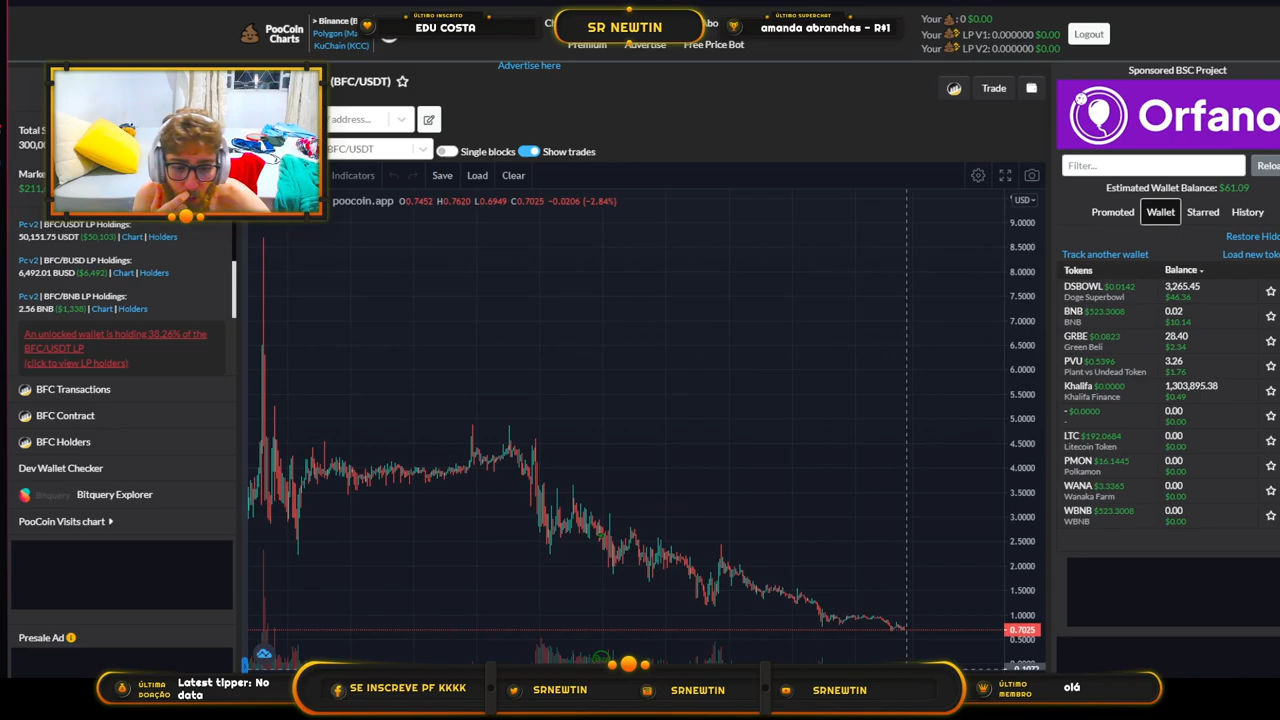 PooCoin
Charts
> Binance (B
Polygon (Ma
KuChain (KCC)
ÚLTIMO INSCRITO
EDU COSTA
SR NEWTIN
ÚLTIMO SUPERCHAT
amanda abranches - R$1
Premium
Advertise
Free Price Bot
Your : 0 $0.00
Your LP V1: 0.000000 $0.00
Your LP V2: 0.000000 $0.00
Logout
Advertise here
(BFC/USDT)
Trade
address...
BFC/USDT
Single blocks
Show trades
Indicators
Save
Load
Clear
poocoin.app O0.7452 H0.7620 L0.6949 C0.7025 -0.0206 (-2.84%)
USD
9.0000
8.5000
8.0000
7.5000
7.0000
6.5000
6.0000
5.5000
5.0000
4.5000
4.0000
3.5000
3.0000
2.5000
2.0000
1.5000
1.0000
0.7025
0.5000
Total S
300,0
Marke
$211,
Pc v2 | BFC/USDT LP Holdings:
50,151.75 USDT ($50,103) | Chart | Holders
Pc v2 | BFC/BUSD LP Holdings:
6,492.01 BUSD ($6,492) | Chart | Holders
Pc v2 | BFC/BNB LP Holdings:
2.56 BNB ($1,338) | Chart | Holders
An unlocked wallet is holding 38.26% of the
BFC/USDT LP
(click to view LP holders)
BFC Transactions
BFC Contract
BFC Holders
Dev Wallet Checker
Bitquery Bitquery Explorer
PooCoin Visits chart
Presale Ad
Sponsored BSC Project
Orfano
Filter...
Reloa
Estimated Wallet Balance: $61.09
Promoted
Wallet
Starred
History
Restore Hidd
Track another wallet
Load new toke
Tokens
Balance
DSBOWL $0.0142 3,265.45
Doge Superbowl $46.36
BNB $523.3008 0.02
BNB $10.14
GRBE $0.0823 28.40
Green Beli $2.34
PVU $0.5396 3.26
Plant vs Undead Token $1.76
Khalifa $0.0000 1,303,895.38
Khalifa Finance $0.49
- $0.0000 0.00
- $0.00
LTC $192.0684 0.00
Litecoin Token $0.00
PMON $16.1445 0.00
Polkamon $0.00
WANA $3.3365 0.00
Wanaka Farm $0.00
WBNB $523.3008 0.00
WBNB $0.00
ÚLTIMA
DOAÇÃO
Latest tipper: No
data
SE INSCREVE PF KKKK
SRNEWTIN
SRNEWTIN
SRNEWTIN
ÚLTIMO
MEMBRO
olá